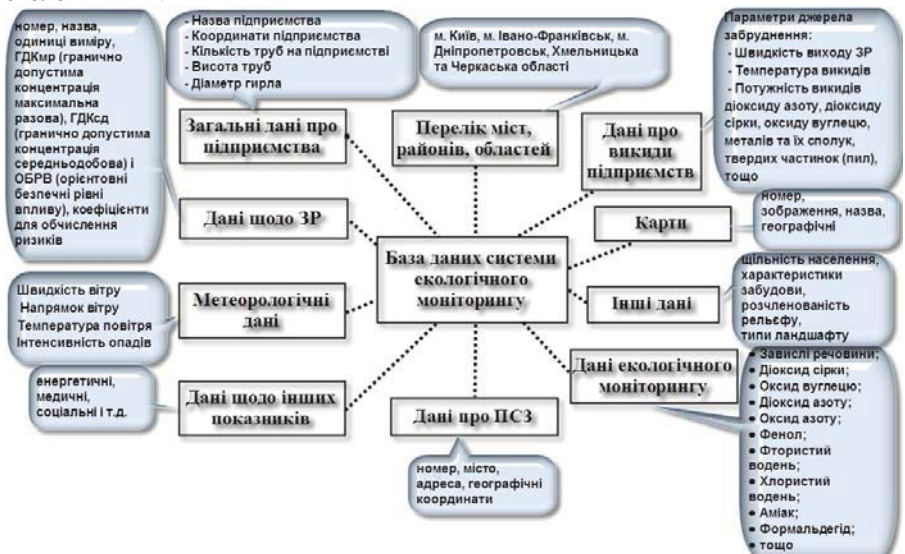 номер, назва,
одиниці виміру,
ГДКмр (гранично
допустима
концентрація
максимальна
разова), ГДКсд
(гранично допустима
концентрація
середньодобова) і
ОБРВ (орієнтовні
безпечні рівні
впливу), коефіцієнти
для обчислення
ризиків
- Назва підприємства
- Координати підприємства
- Кількість труб на підприємстві
- Висота труб
- Діаметр гирла
м. Київ, м. Івано-Франківськ, м.
Дніпропетровськ, Хмельницька
та Черкаська області
Параметри джерела
забруднення:
- Швидкість виходу ЗР
- Температура викидів
- Потужність викидів
діоксиду азоту, діоксиду
сірки, оксиду вуглецю,
металів та їх сполук,
твердих частинок (пил),
тощо
Загальні дані про
підприємства
Перелік міст,
районів, областей
Дані про
викиди
підприємств
Дані щодо ЗР
Карти
номер,
зображення, назва,
географічні
База даних системи
екологічного
моніторингу
Швидкість вітру
Напрямок вітру
Температура повітря
Інтенсивність опадів
Метеорологічні
дані
Інші дані
щільність населення,
характеристики
забудови,
розчленованість
рельєфу,
типи ландшафту
енергетичні,
медичні,
соціальні і т.д.
Дані щодо інших
показників
Дані про ПСЗ
номер, місто,
адреса, географічні
координати
Дані екологічного
моніторингу
• Завислі речовини;
• Діоксид сірки;
• Оксид вуглецю;
• Діоксид азоту;
• Оксид азоту;
• Фенол;
• Фтористий
водень;
• Хлористий
водень;
• Аміак;
• Формальдегід;
• тощо